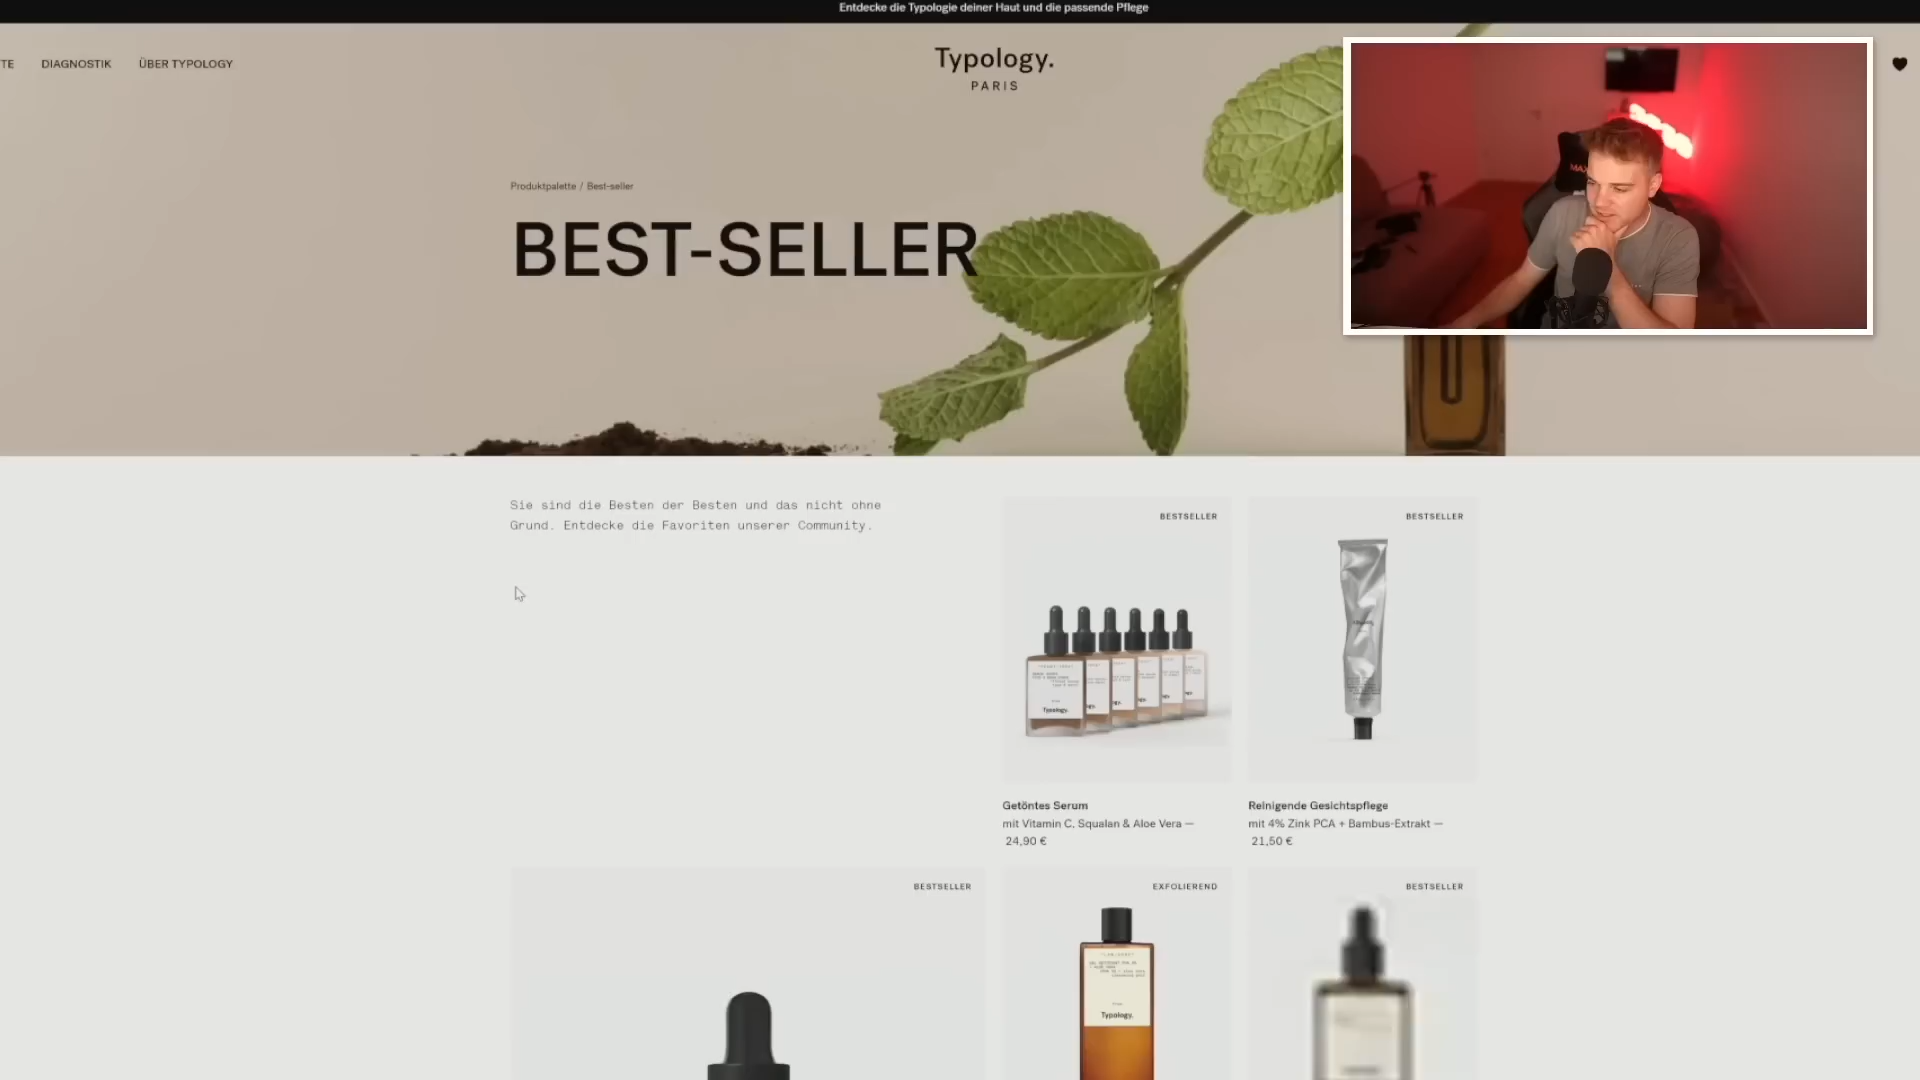 Entdecke die Typologie deiner Haut und die passende Pflege
TE DIAGNOSTIK ÜBER TYPOLOGY
Typology.
PARIS
Produktpalette / Best-seller
BEST-SELLER
Sie sind die Besten der Besten und das nicht ohne
Grund. Entdecke die Favoriten unserer Community.
BESTSELLER
Typology.
Getöntes Serum
mit Vitamin C, Squalan & Aloe Vera —
24,90 €
BESTSELLER
Reinigende Gesichtspflege
mit 4% Zink PCA + Bambus-Extrakt —
21,50 €
BESTSELLER
EXFOLIEREND
Typology.
BESTSELLER